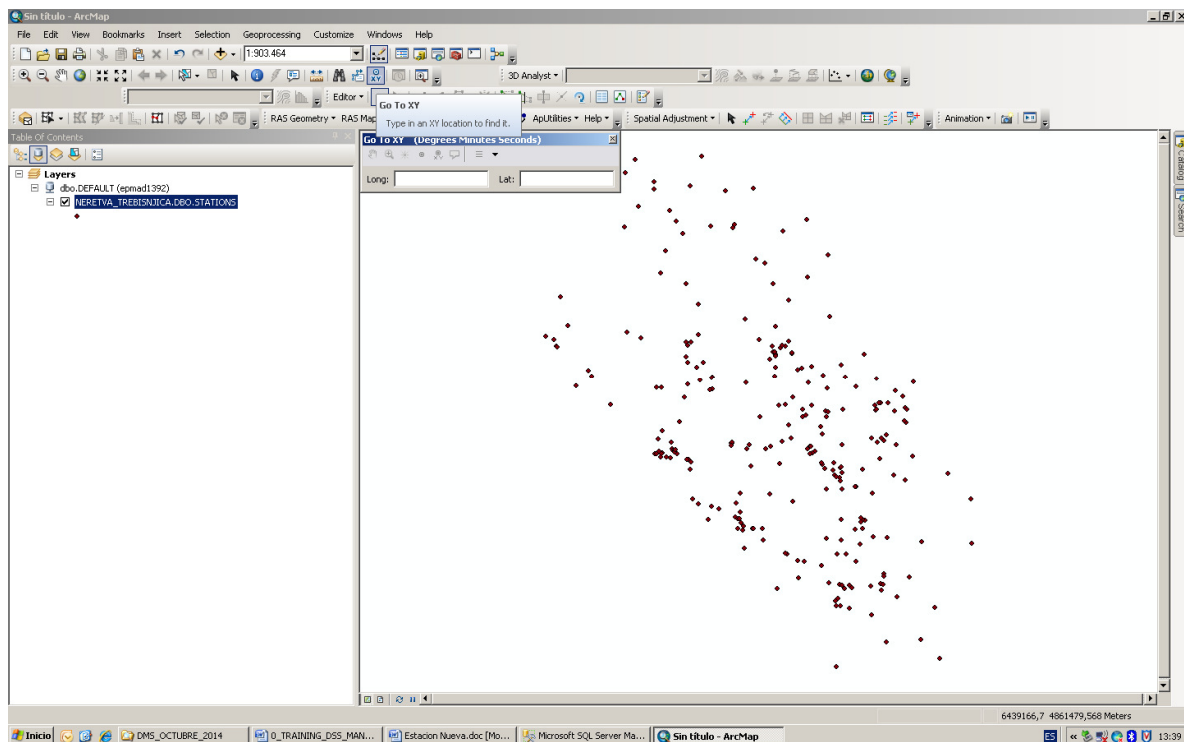 Sin título - ArcMap
File Edit View Bookmarks Insert Selection Geoprocessing Customize Windows Help
1:903.464
3D Analyst
Editor
Go To XY
Type in an XY location to find it.
RAS Geometry RAS Ma
ApUtilities Help
Spatial Adjustment
Animation
Table Of Contents
Go To XY (Degrees Minutes Seconds)
Long:
Lat:
Layers
dbo.DEFAULT (epmad1392)
NERETVA_TREBISNJICA.DBO.STATIONS
Catalog
Search
6439166,7 4861479,568 Meters
Inicio
DMS_OCTUBRE_2014
0_TRAINING_DSS_MAN...
Estacion Nueva.doc [Mo...
Microsoft SQL Server Ma...
Sin título - ArcMap
ES
13:39